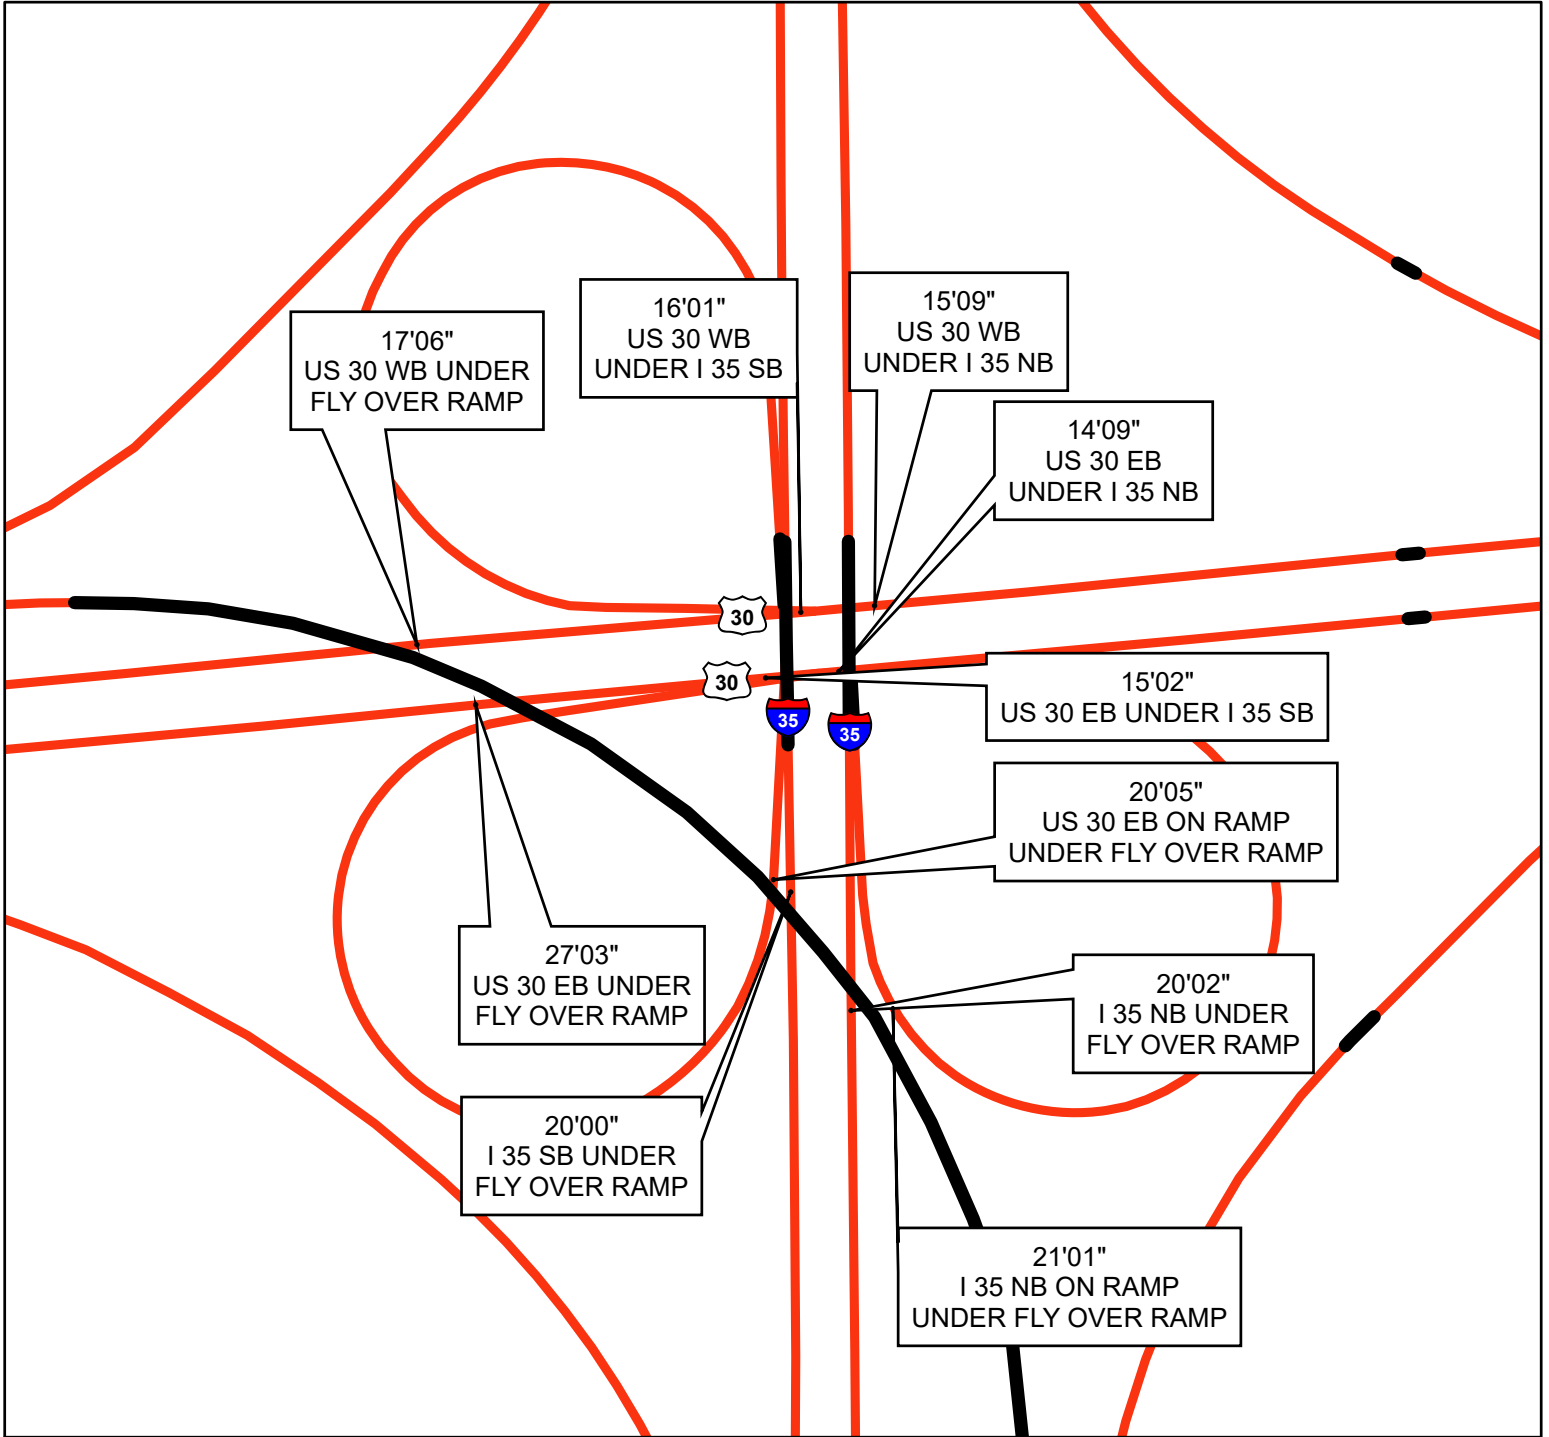 16'01"
US 30 WB
UNDER I 35 SB
15'09"
US 30 WB
UNDER I 35 NB
17'06"
US 30 WB UNDER
FLY OVER RAMP
14'09"
US 30 EB
UNDER I 35 NB
30
30
15'02"
US 30 EB UNDER I 35 SB
35
35
20'05"
US 30 EB ON RAMP
UNDER FLY OVER RAMP
27'03"
US 30 EB UNDER
FLY OVER RAMP
20'02"
I 35 NB UNDER
FLY OVER RAMP
20'00"
I 35 SB UNDER
FLY OVER RAMP
21'01"
I 35 NB ON RAMP
UNDER FLY OVER RAMP